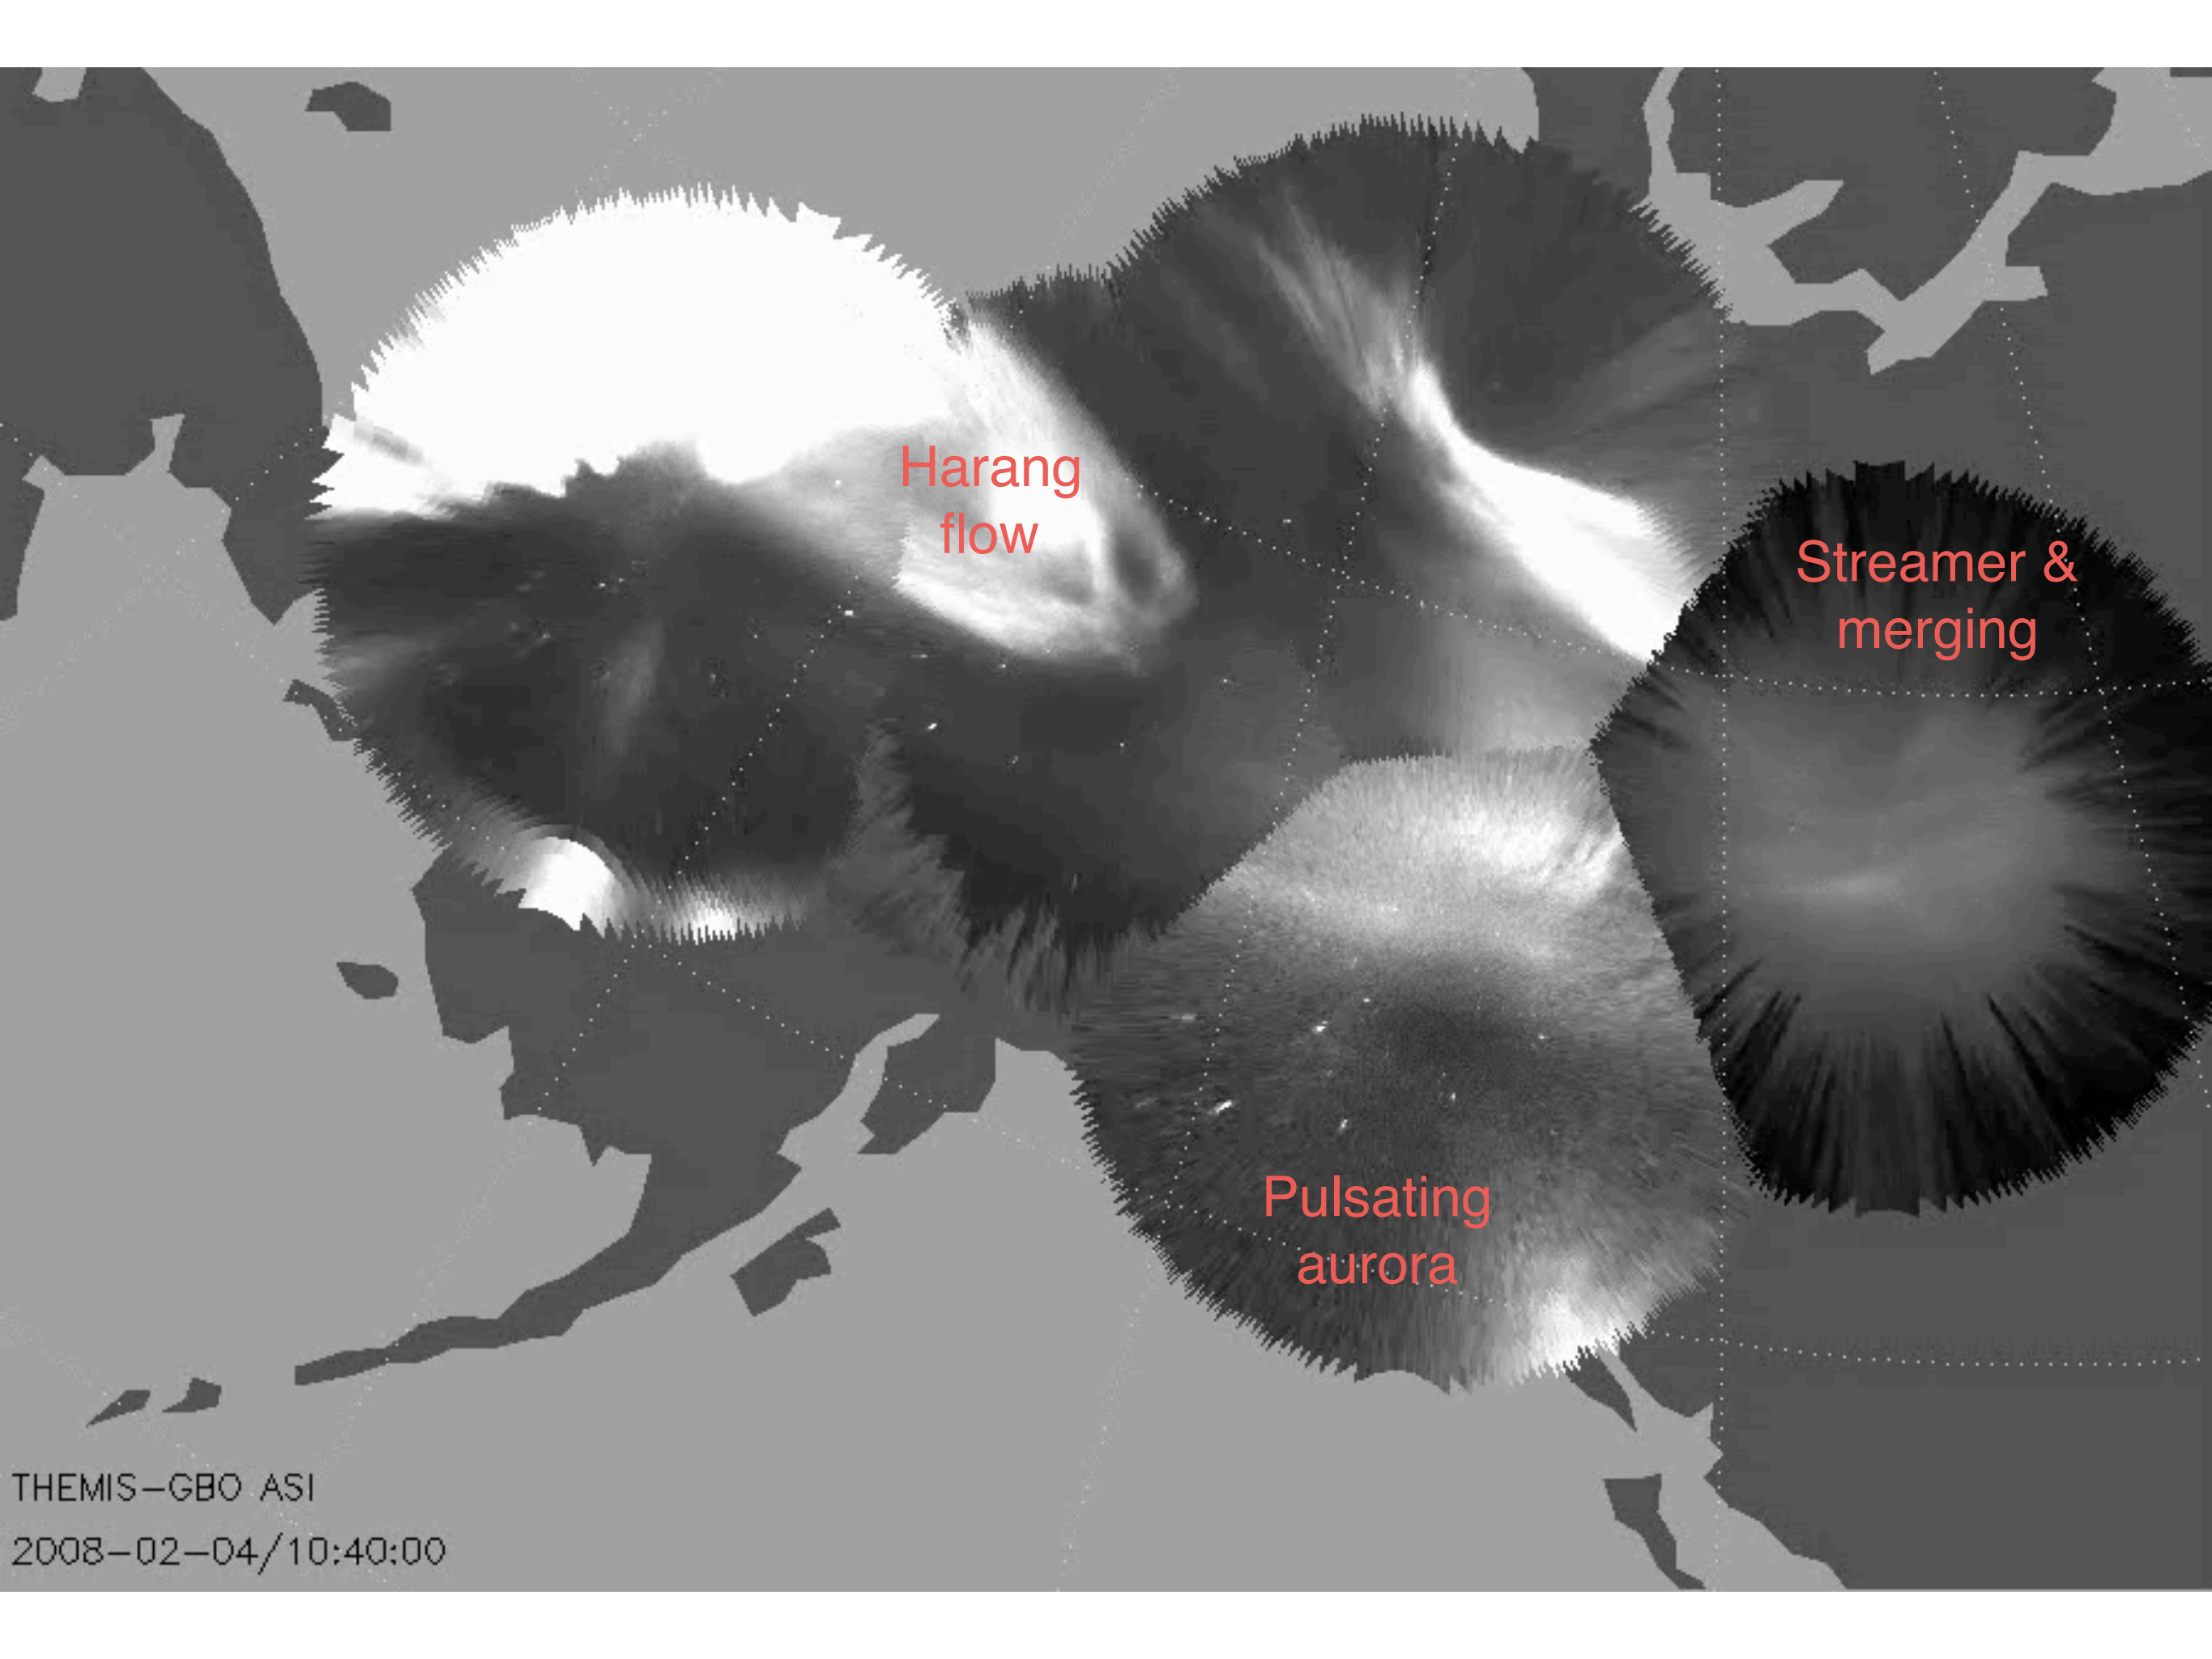 Harang
flow
Streamer &
merging
Pulsating
aurora
THEMIS-GBO ASI
2008-02-04/10:40:00